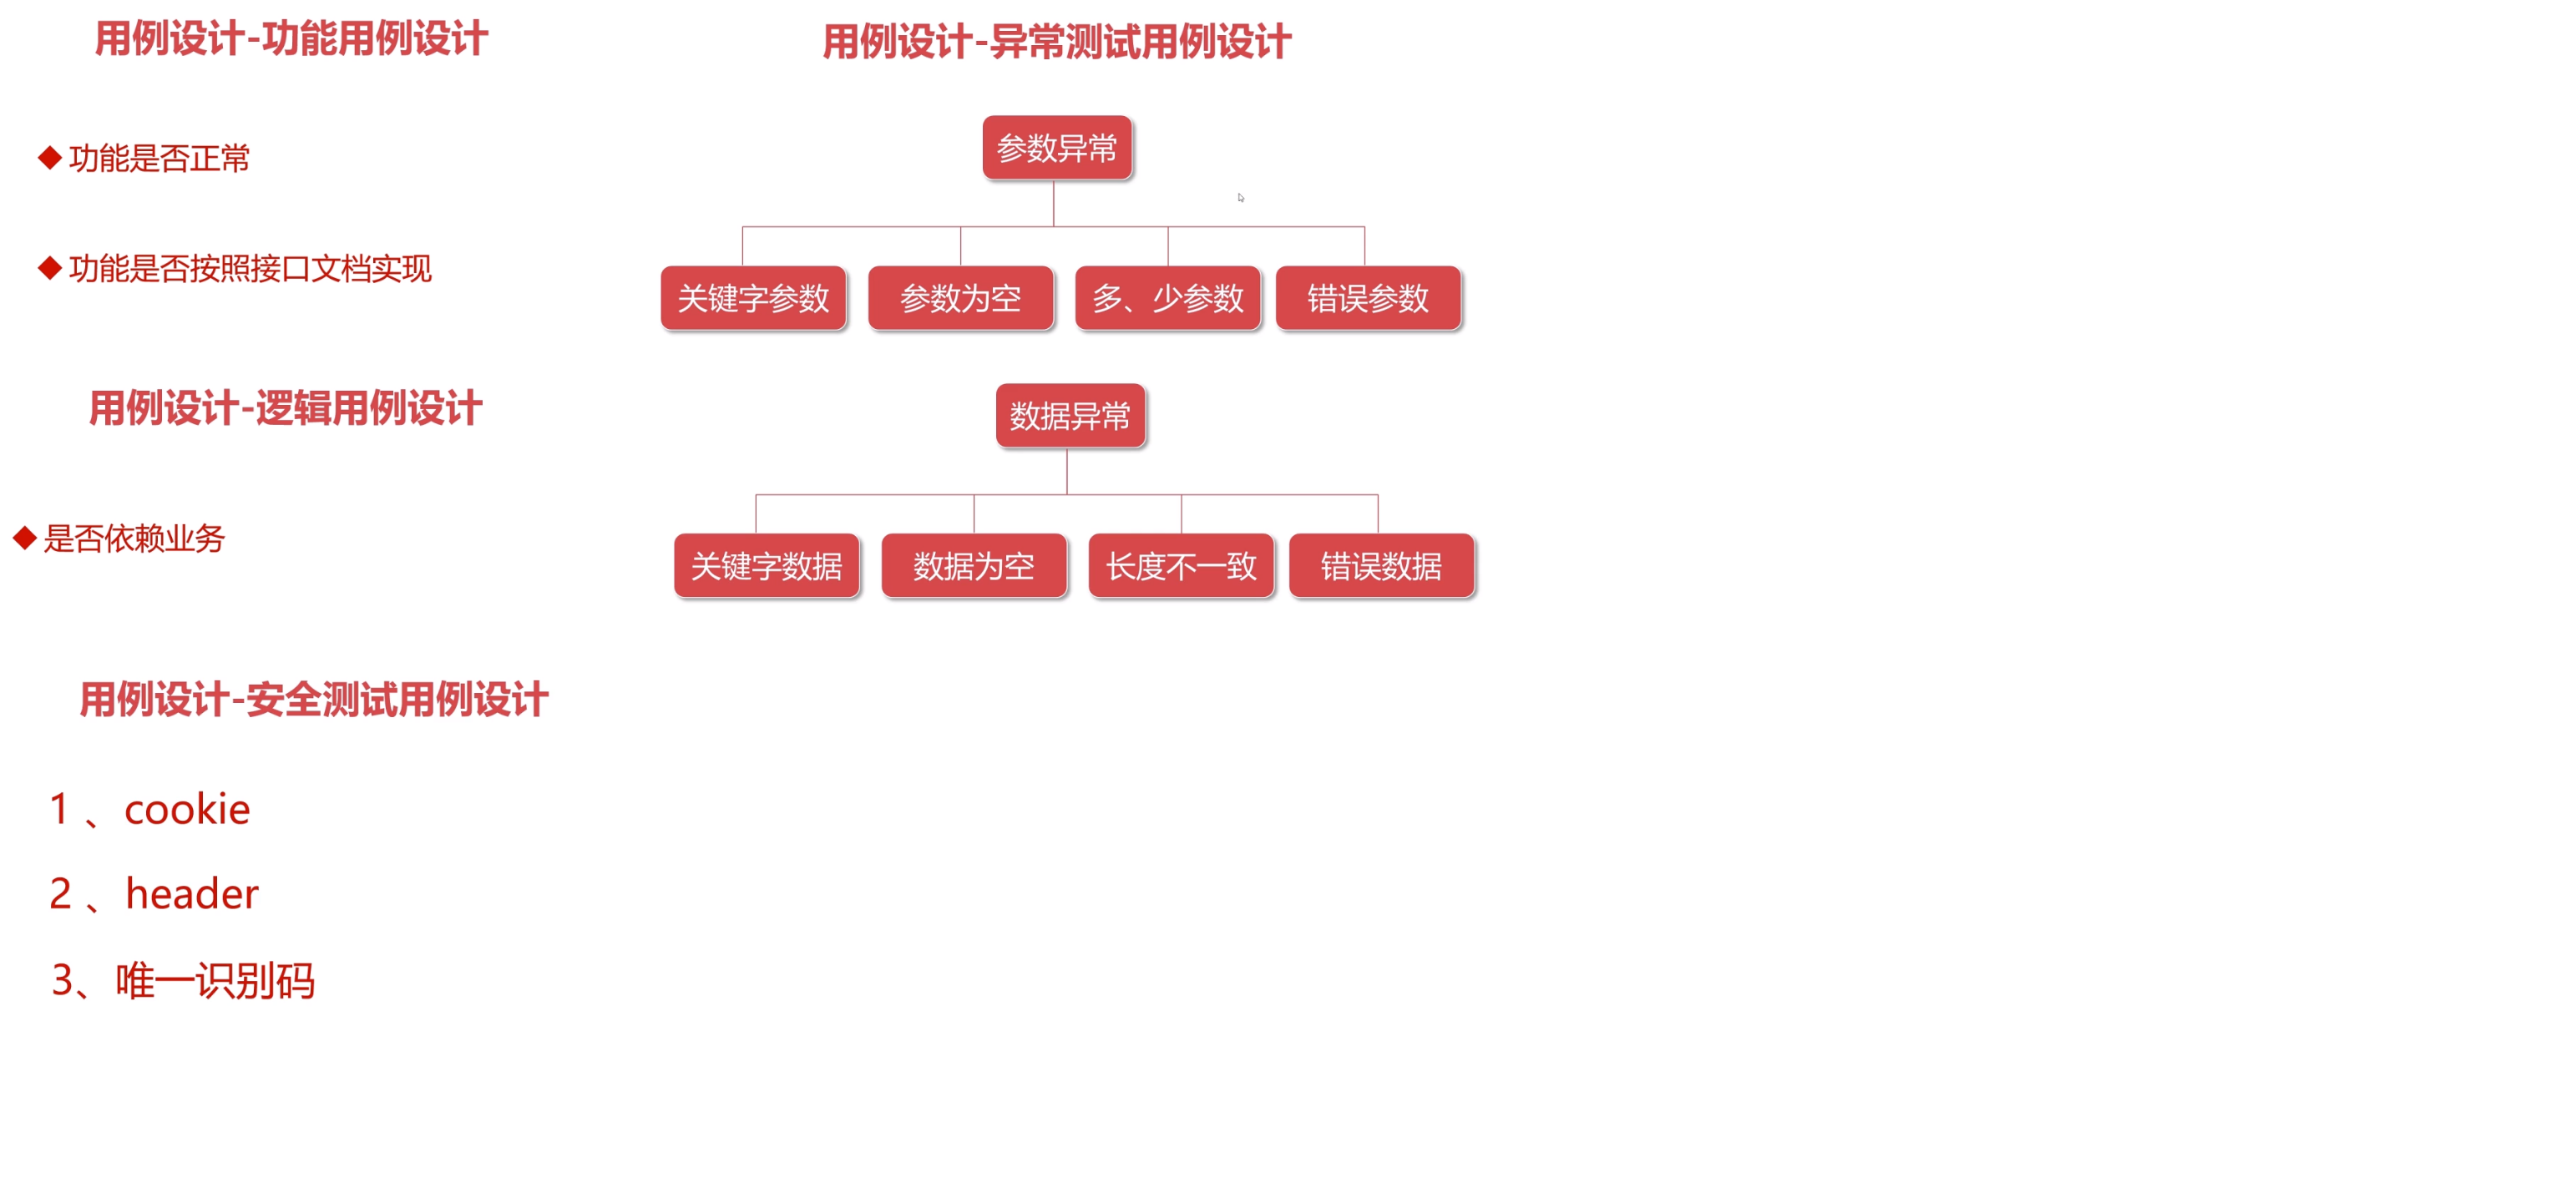 用例设计-功能用例设计
◆ 功能是否正常
◆ 功能是否按照接口文档实现
用例设计-逻辑用例设计
◆ 是否依赖业务
用例设计-安全测试用例设计
1 、cookie
2 、header
3、唯一识别码
用例设计-异常测试用例设计
参数异常
关键字参数
参数为空
多、少参数
错误参数
数据异常
关键字数据
数据为空
长度不一致
错误数据